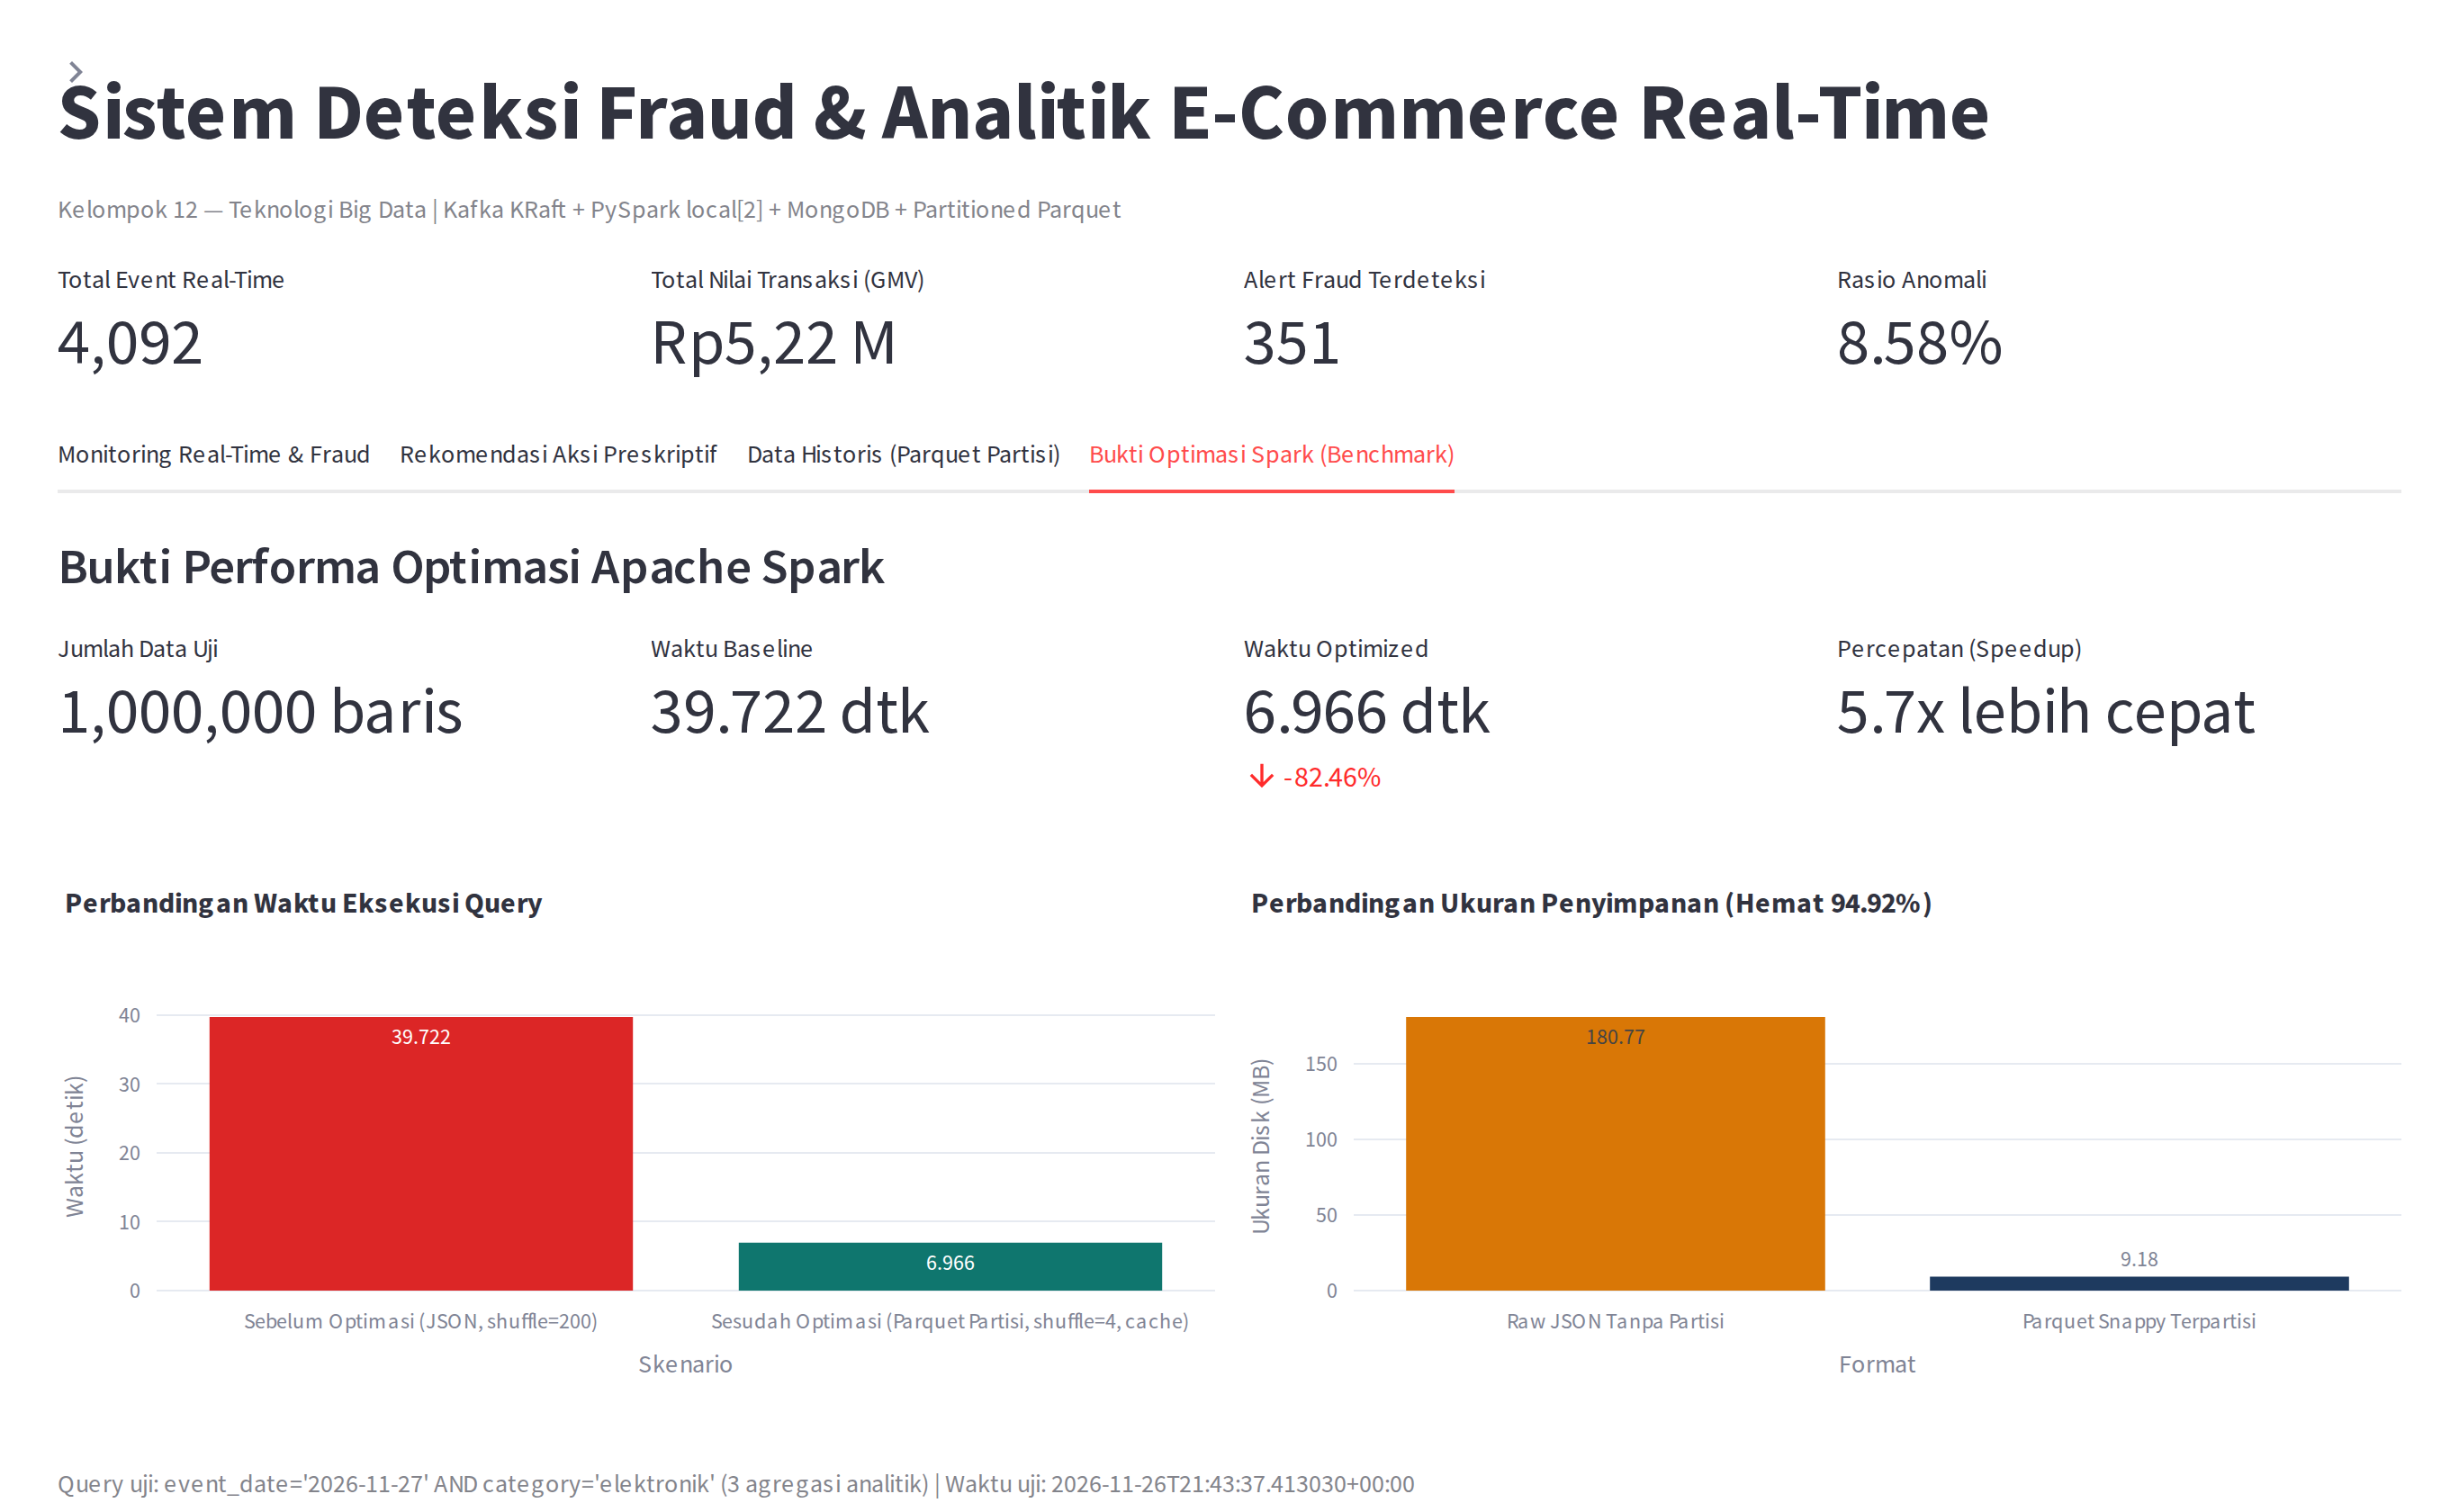 Sistem Deteksi Fraud & Analitik E-Commerce Real-Time
Kelompok 12 — Teknologi Big Data | Kafka KRaft + PySpark local[2] + MongoDB + Partitioned Parquet
Total Event Real-Time
4,092
Total Nilai Transaksi (GMV)
Rp5,22 M
Alert Fraud Terdeteksi
351
Rasio Anomali
8.58%
Monitoring Real-Time & Fraud
Rekomendasi Aksi Preskriptif
Data Historis (Parquet Partisi)
Bukti Optimasi Spark (Benchmark)
Bukti Performa Optimasi Apache Spark
Jumlah Data Uji
1,000,000 baris
Waktu Baseline
39.722 dtk
Waktu Optimized
6.966 dtk
-82.46%
Percepatan (Speedup)
5.7x lebih cepat
Perbandingan Waktu Eksekusi Query
Waktu (detik)
40
30
20
10
0
39.722
6.966
Sebelum Optimasi (JSON, shuffle=200)
Sesudah Optimasi (Parquet Partisi, shuffle=4, cache)
Skenario
Perbandingan Ukuran Penyimpanan (Hemat 94.92%)
Ukuran Disk (MB)
150
100
50
0
180.77
9.18
Raw JSON Tanpa Partisi
Parquet Snappy Terpartisi
Format
Query uji: event_date='2026-11-27' AND category='elektronik' (3 agregasi analitik) | Waktu uji: 2026-11-26T21:43:37.413030+00:00